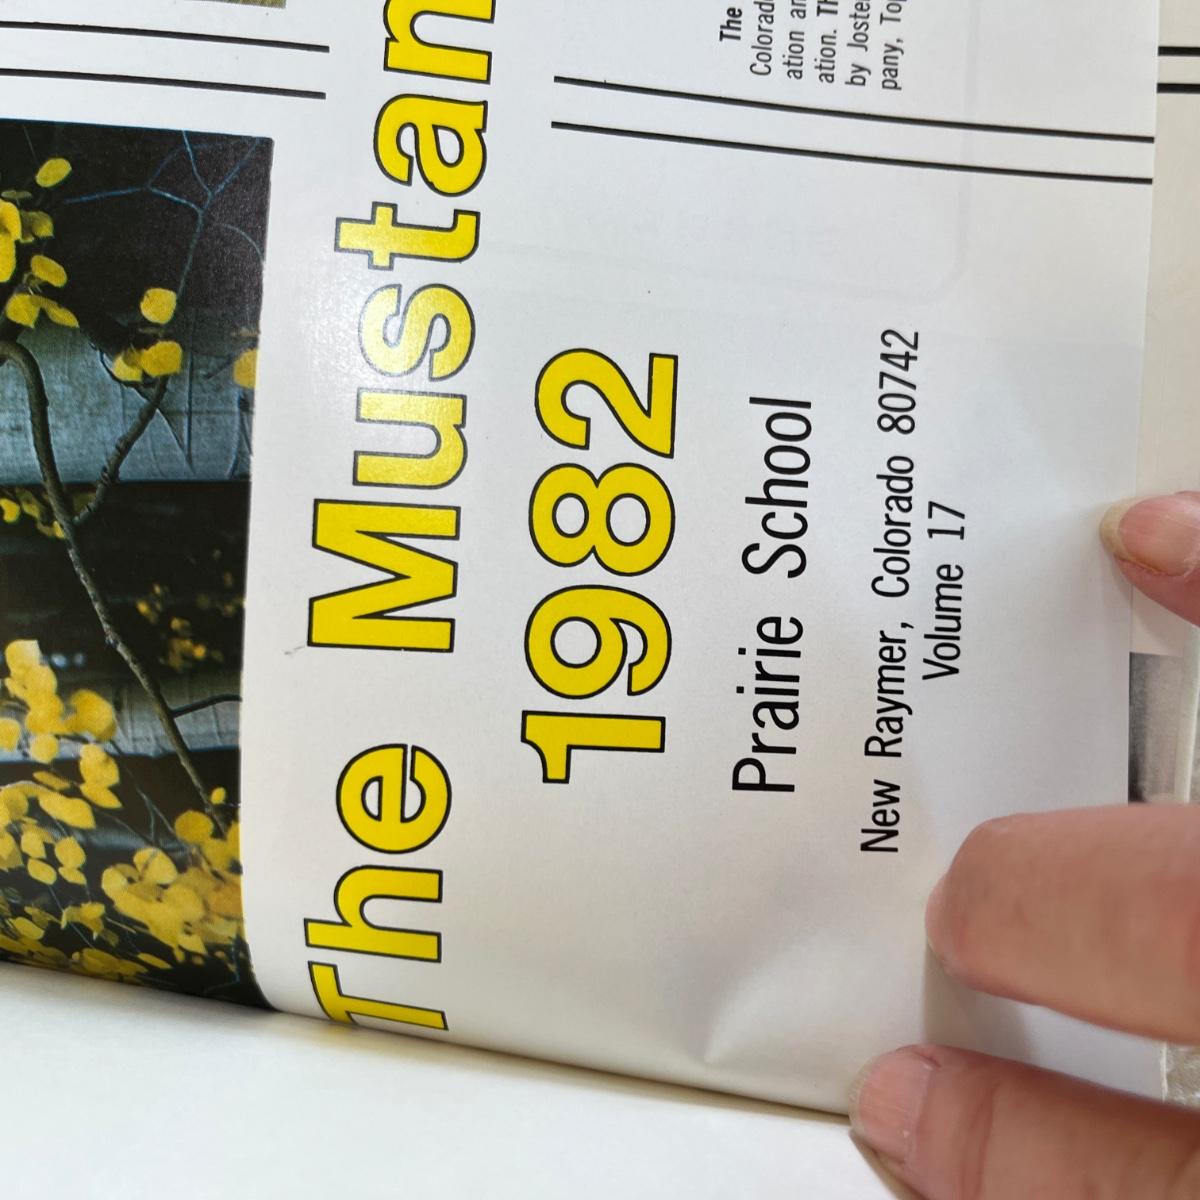 The Mustan
1982
Prairie School
New Raymer, Colorado 80742
Volume 17
The
Colorad
ation an
ation. Th
by Joste
pany, Top